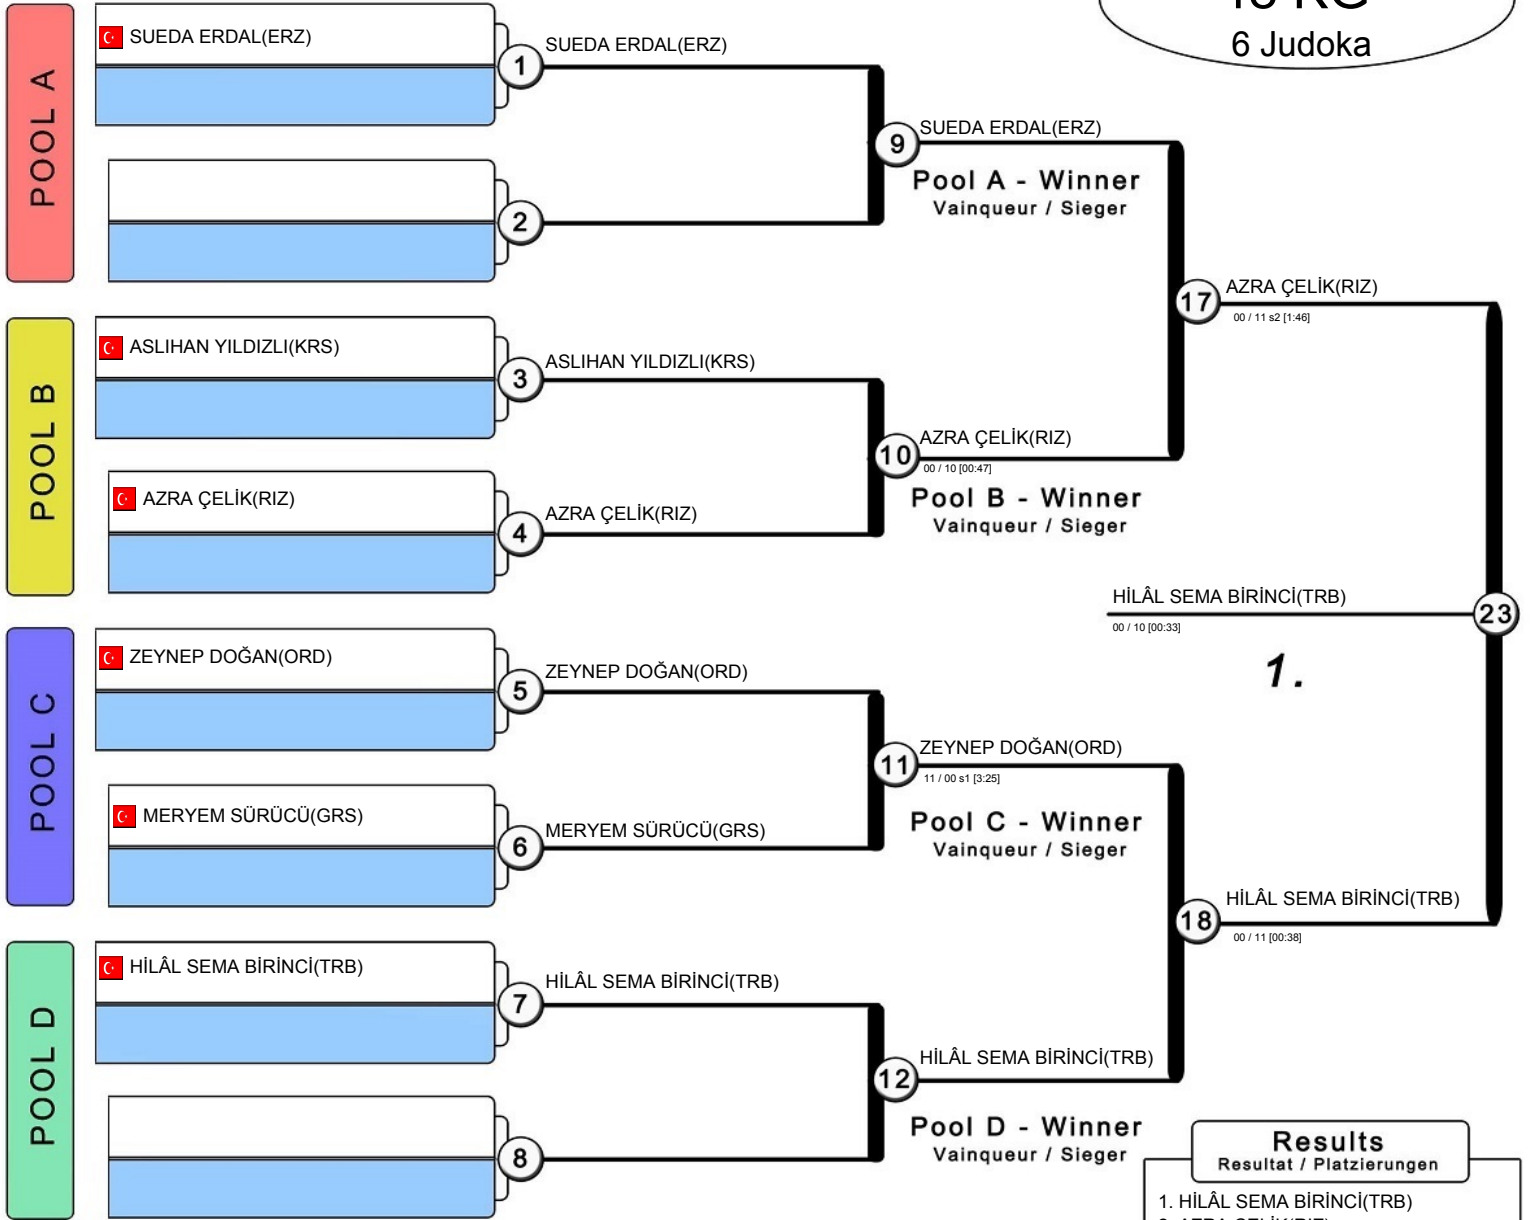 6 Judoka
POOL A
SUEDA ERDAL(ERZ)
1
SUEDA ERDAL(ERZ)
2
9
SUEDA ERDAL(ERZ)
Pool A - Winner
Vainqueur / Sieger
POOL B
ASLIHAN YILDIZLI(KRS)
3
ASLIHAN YILDIZLI(KRS)
AZRA ÇELİK(RIZ)
4
AZRA ÇELİK(RIZ)
10
AZRA ÇELİK(RIZ)
00 / 10 [00:47]
Pool B - Winner
Vainqueur / Sieger
17
AZRA ÇELİK(RIZ)
00 / 11 s2 [1:46]
POOL C
ZEYNEP DOĞAN(ORD)
5
ZEYNEP DOĞAN(ORD)
MERYEM SÜRÜCÜ(GRS)
6
MERYEM SÜRÜCÜ(GRS)
11
ZEYNEP DOĞAN(ORD)
11 / 00 s1 [3:25]
Pool C - Winner
Vainqueur / Sieger
POOL D
HİLÂL SEMA BİRİNCİ(TRB)
7
HİLÂL SEMA BİRİNCİ(TRB)
8
12
HİLÂL SEMA BİRİNCİ(TRB)
Pool D - Winner
Vainqueur / Sieger
18
HİLÂL SEMA BİRİNCİ(TRB)
00 / 11 [00:38]
HİLÂL SEMA BİRİNCİ(TRB)
23
00 / 10 [00:33]
1.
Results
Resultat / Platzierungen
1. HİLÂL SEMA BİRİNCİ(TRB)